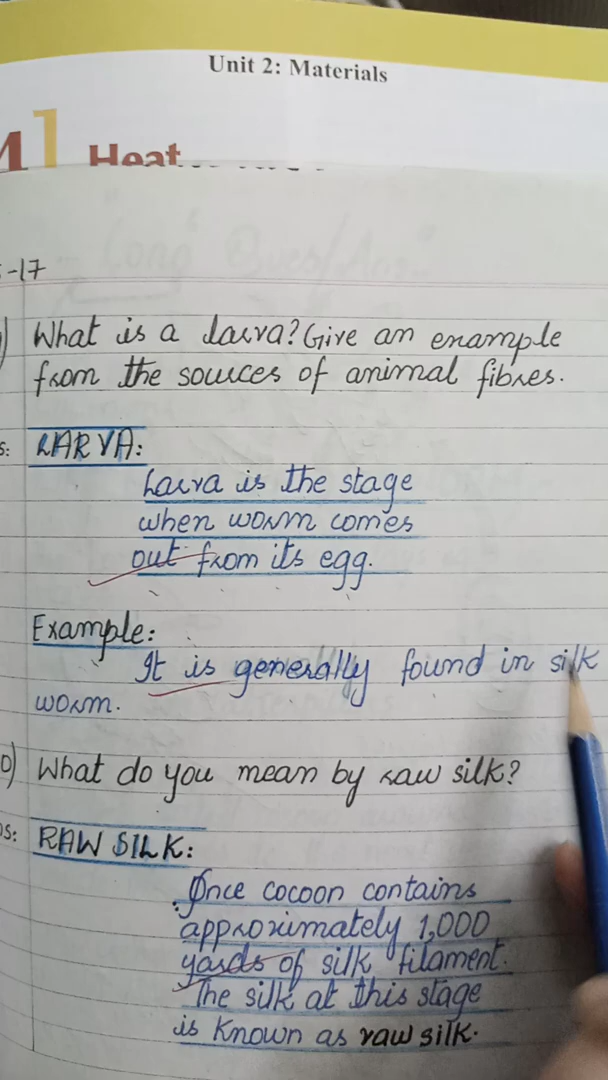 Unit 2: Materials
1 Heat
-17
What is a larva? Give an example
from the sources of animal fibres.
s: LARVA:
Larva is the stage
when worm comes
out from its egg.
Example:
It is generally found in silk
worm.
What do you mean by raw silk?
s: RAW SILK:
Once cocoon contains
approximately 1,000
yards of silk filament.
The silk at this stage
is known as raw silk.